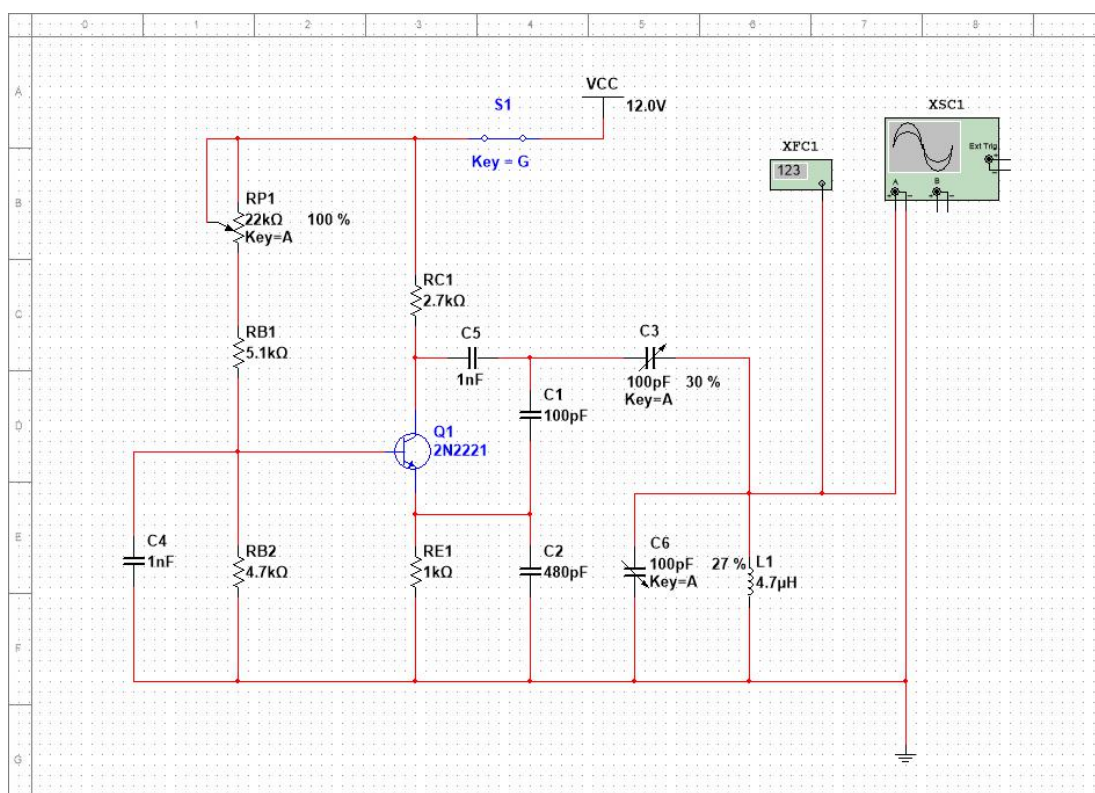 0 1 2 3 4 5 6 7 8
A
B
C
D
E
F
G
VCC
12.0V
S1
Key = G
XFC1
123
XSC1
Ext Trig
+
-
A
B
+ - + -
RP1
22kΩ 100 %
Key=A
RC1
2.7kΩ
RB1
5.1kΩ
C5
1nF
C3
100pF 30 %
Key=A
C1
100pF
Q1
2N2221
C4
1nF
RB2
4.7kΩ
RE1
1kΩ
C2
480pF
C6
100pF 27 %
Key=A
L1
4.7µH